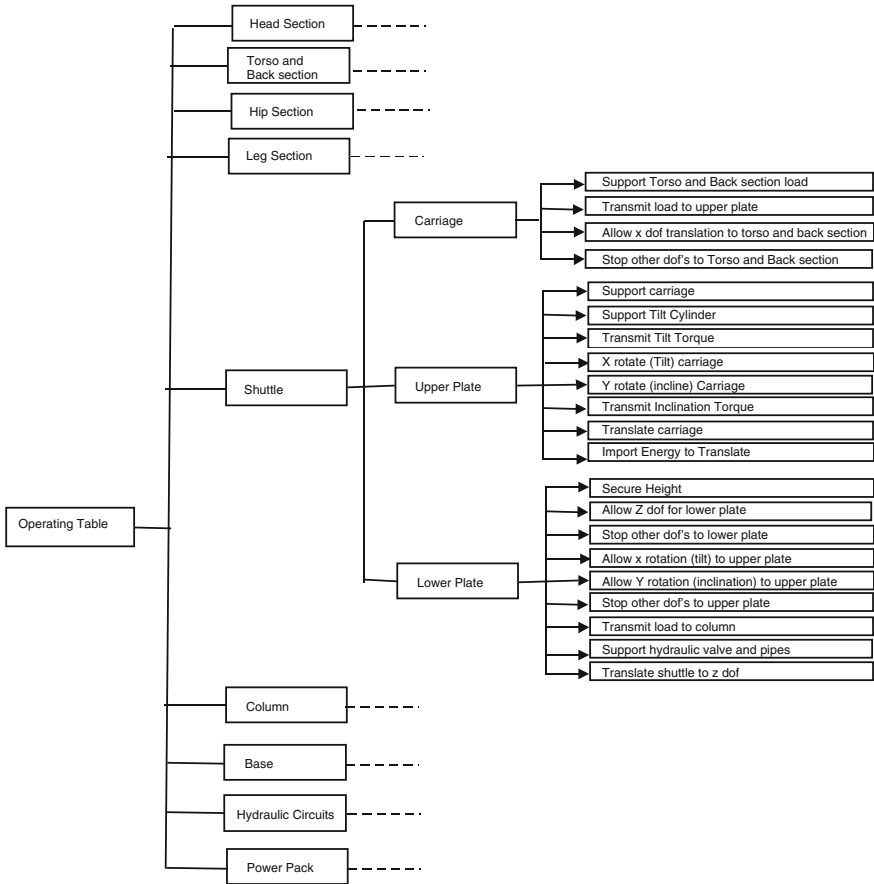 Head Section
Torso and
Back section
Hip Section
Leg Section
Support Torso and Back section load
Transmit load to upper plate
Carriage
Allow x dof translation to torso and back section
Stop other dof's to Torso and Back section
Support carriage
Support Tilt Cylinder
Transmit Tilt Torque
X rotate (Tilt) carriage
Shuttle
Upper Plate
Y rotate (incline) Carriage
Transmit Inclination Torque
Translate carriage
Import Energy to Translate
Secure Height
Allow Z dof for lower plate
Operating Table
Stop other dof's to lower plate
Allow x rotation (tilt) to upper plate
Lower Plate
Allow Y rotation (inclination) to upper plate
Stop other dof's to upper plate
Transmit load to column
Support hydraulic valve and pipes
Translate shuttle to z dof
Column
Base
Hydraulic Circuits
Power Pack